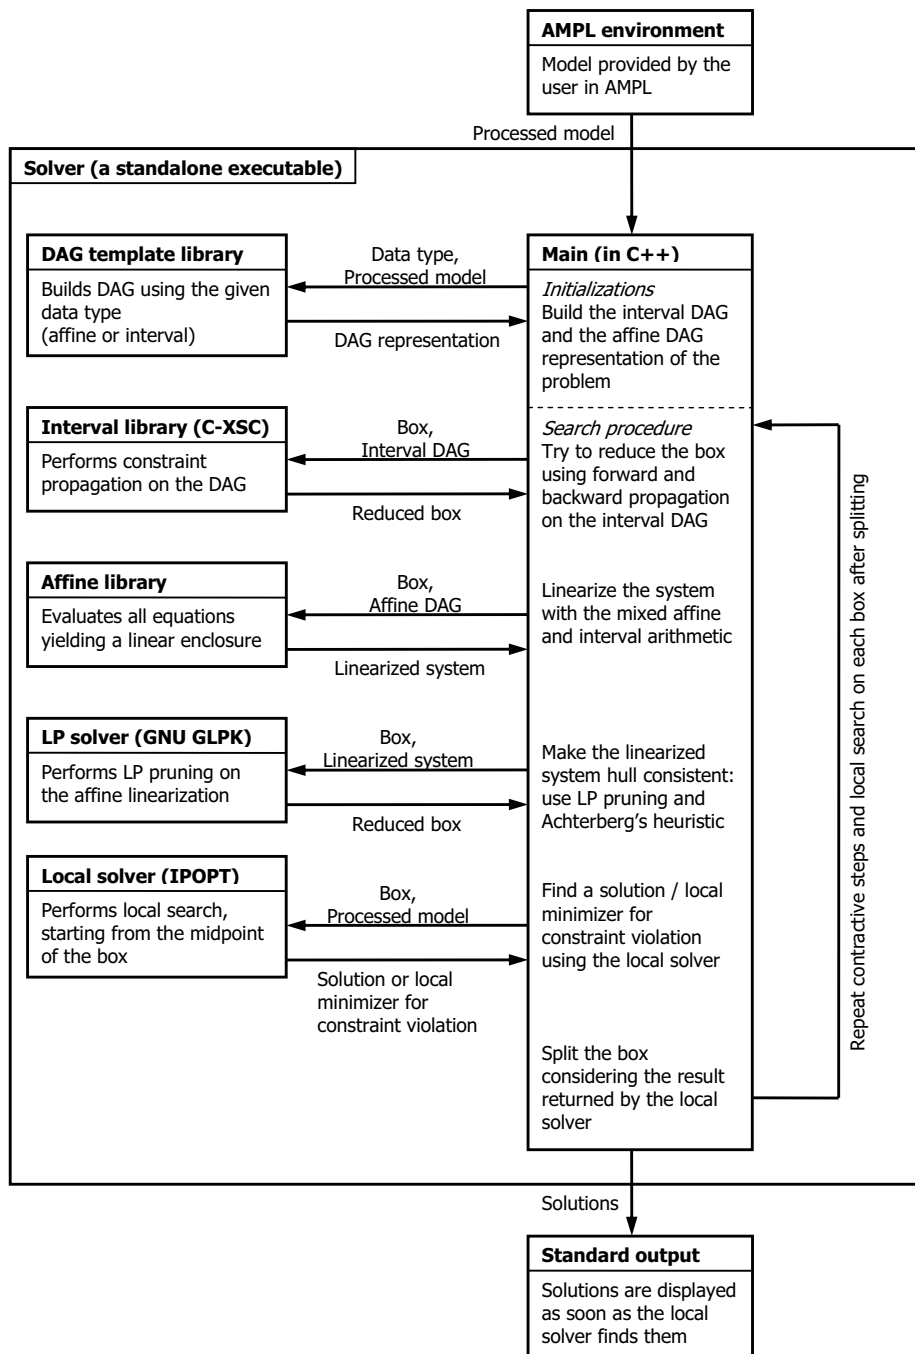 AMPL environment
Model provided by the
user in AMPL
Processed model
Solver (a standalone executable)
DAG template library
Builds DAG using the given
data type
(affine or interval)
Data type,
Processed model
DAG representation
Main (in C++)
Initializations
Build the interval DAG
and the affine DAG
representation of the
problem
Interval library (C-XSC)
Performs constraint
propagation on the DAG
Box,
Interval DAG
Reduced box
Search procedure
Try to reduce the box
using forward and
backward propagation
on the interval DAG
Affine library
Evaluates all equations
yielding a linear enclosure
Box,
Affine DAG
Linearized system
Linearize the system
with the mixed affine
and interval arithmetic
LP solver (GNU GLPK)
Performs LP pruning on
the affine linearization
Box,
Linearized system
Reduced box
Make the linearized
system hull consistent:
use LP pruning and
Achterberg's heuristic
Local solver (IPOPT)
Performs local search,
starting from the midpoint
of the box
Box,
Processed model
Solution or local
minimizer for
constraint violation
Find a solution / local
minimizer for
constraint violation
using the local solver
Split the box
considering the result
returned by the local
solver
Repeat contractive steps and local search on each box after splitting
Solutions
Standard output
Solutions are displayed
as soon as the local
solver finds them